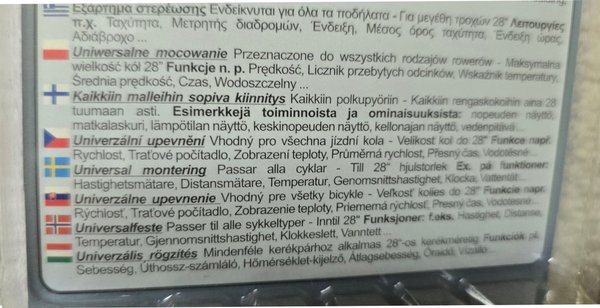 Εξάρτημα στερέωσης Ενδείκνυται για όλα τα ποδήλατα - Για μεγέθη τροχών 28" Λειτουργίες
π.χ. Ταχύτητα, Μετρητής διαδρομών, Ένδειξη, Μέσος όρος ταχύτητα, Ένδειξη ώρας,
Αδιάβροχο ...
Uniwersalne mocowanie Przeznaczone do wszystkich rodzajów rowerów - Maksymalna
wielkość kół 28" Funkcje n. p. Prędkość, Licznik przebytych odcinków, Wskaźnik temperatury,
Średnia prędkość, Czas, Wodoszczelny ...
Kaikkiin malleihin sopiva kiinnitys Kaikkiin polkupyöriin - Kaikkiin rengaskokoihin aina 28
tuumaan asti. Esimerkkejä toiminnoista ja ominaisuuksista: nopeuden näyttö,
matkalaskuri, lämpötilan näyttö, keskinopeuden näyttö, kellonajan näyttö, vedenpitävä ...
Univerzální upevnění Vhodný pro všechna jízdní kola - Velikost kol do 28" Funkce např.
Rychlost, Traťové počítadlo, Zobrazení teploty, Průměrná rychlost, Přesný čas, Vodotěsné ...
Universal montering Passar alla cyklar - Till 28" hjulstorlek Ex. på funktioner:
Hastighetsmätare, Distansmätare, Temperatur, Genomsnittshastighet, Klocka, Vattentät ...
Univerzálne upevnenie Vhodný pre všetky bicykle - Veľkosť kolies do 28" Funkcie napr.
Rýchlosť, Traťové počítadlo, Zobrazenie teploty, Priemerná rýchlosť, Presný čas, Vodotesné ...
Universalfeste Passer til alle sykkeltyper - Inntil 28" Funksjoner: f.eks. Hastighet, Distanse,
Temperatur, Gjennomsnittshastighet, Klokkeslett, Vanntett ...
Univerzális rögzítés Mindenféle kerékpárhoz alkalmas 28"-os kerékméretig Funkciók pl.
Sebesség, Úthossz-számláló, Hőmérséklet-kijelző, Átlagsebesség, Óraidő, Vízálló ...